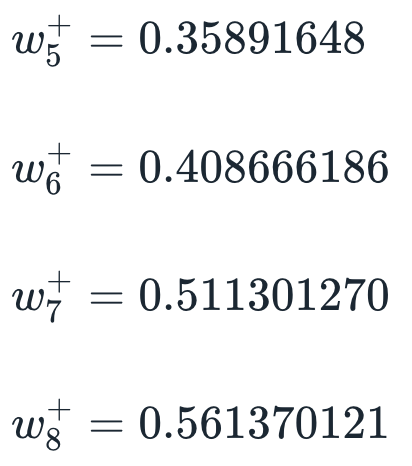 w₅⁺ = 0.35891648
w₆⁺ = 0.408666186
w₇⁺ = 0.511301270
w₈⁺ = 0.561370121